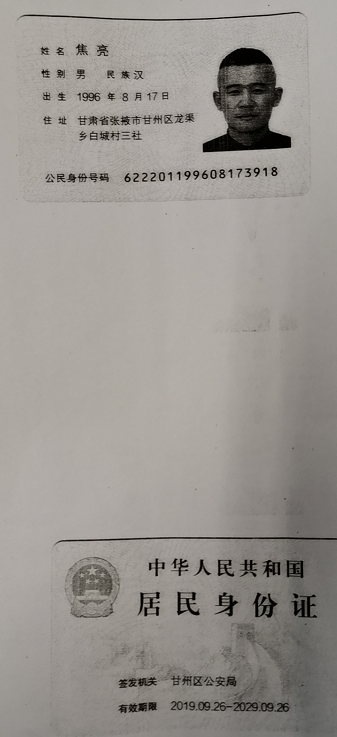 姓名 焦亮
性别 男 民族 汉
出生 1996 年 8 月 17 日
住址 甘肃省张掖市甘州区龙渠
乡白城村三社
公民身份号码 622201199608173918
中华人民共和国
居民身份证
签发机关 甘州区公安局
有效期限 2019.09.26-2029.09.26